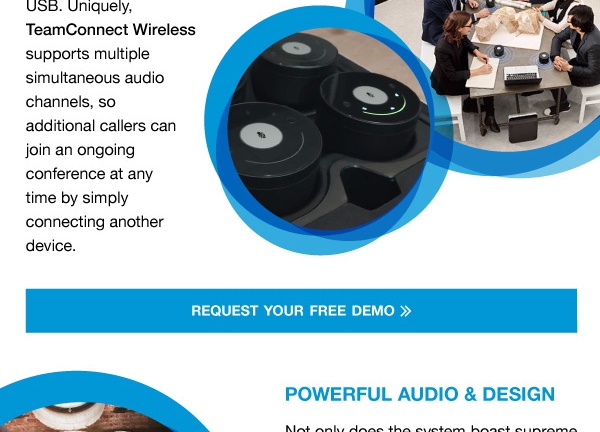 USB. Uniquely,
TeamConnect Wireless
supports multiple
simultaneous audio
channels, so
additional callers can
join an ongoing
conference at any
time by simply
connecting another
device.
REQUEST YOUR FREE DEMO »
POWERFUL AUDIO & DESIGN
Not only does the system boast supreme